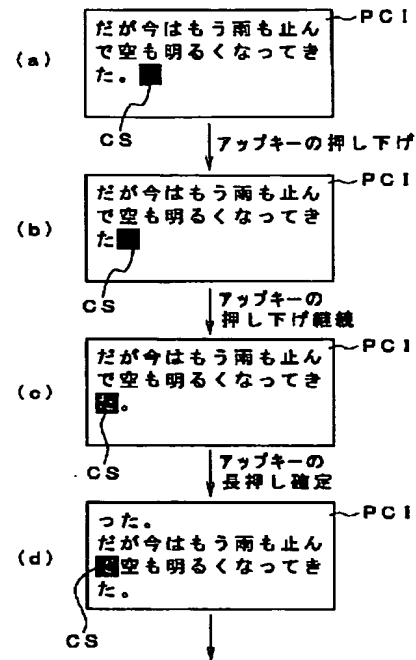 (a)
だが今はもう雨も止ん
で空も明るくなってき
た。
PCI
CS
アップキーの押し下げ
(b)
だが今はもう雨も止ん
で空も明るくなってき
た
PCI
CS
アップキーの
押し下げ継続
(c)
だが今はもう雨も止ん
で空も明るくなってき
た。
PCI
CS
アップキーの
長押し確定
(d)
った。
だが今はもう雨も止ん
で空も明るくなってき
た。
PCI
CS